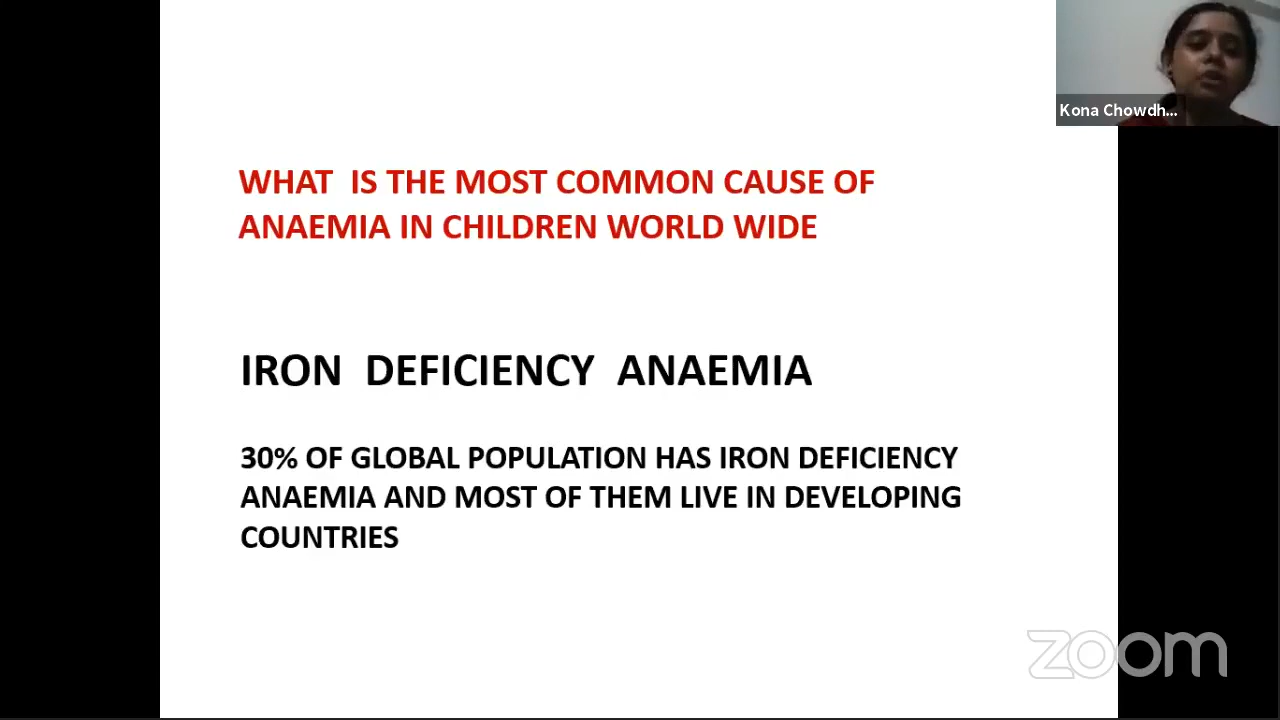 Kona Chowdh...
WHAT IS THE MOST COMMON CAUSE OF
ANAEMIA IN CHILDREN WORLD WIDE
IRON DEFICIENCY ANAEMIA
30% OF GLOBAL POPULATION HAS IRON DEFICIENCY
ANAEMIA AND MOST OF THEM LIVE IN DEVELOPING
COUNTRIES
zoom